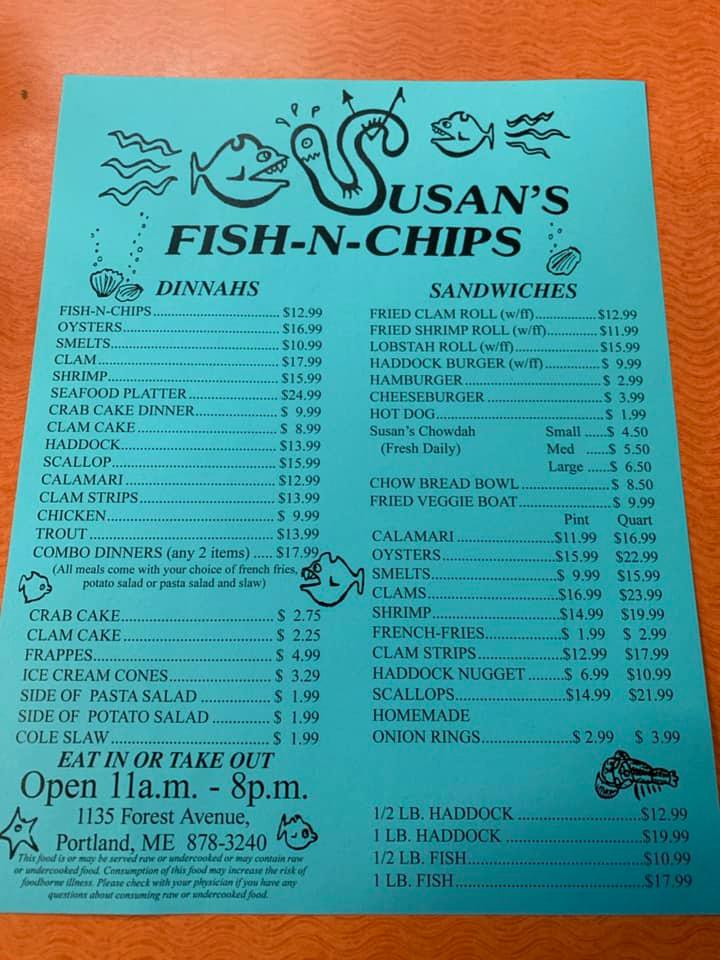 SUSAN'S
FISH-N-CHIPS
DINNAHS
FISH-N-CHIPS.......................... $12.99
OYSTERS................................ $16.99
SMELTS.................................. $10.99
CLAM..................................... $17.99
SHRIMP.................................. $15.99
SEAFOOD PLATTER.................. $24.99
CRAB CAKE DINNER................. $ 9.99
CLAM CAKE............................ $ 8.99
HADDOCK............................... $13.99
SCALLOP................................. $15.99
CALAMARI.............................. $12.99
CLAM STRIPS.......................... $13.99
CHICKEN................................. $ 9.99
TROUT.................................... $13.99
COMBO DINNERS (any 2 items) ..... $17.99
(All meals come with your choice of french fries,
potato salad or pasta salad and slaw)
CRAB CAKE.............................. $ 2.75
CLAM CAKE.............................. $ 2.25
FRAPPES.................................. $ 4.99
ICE CREAM CONES.................... $ 3.29
SIDE OF PASTA SALAD ............... $ 1.99
SIDE OF POTATO SALAD ............. $ 1.99
COLE SLAW .............................. $ 1.99
EAT IN OR TAKE OUT
Open 11a.m. - 8p.m.
1135 Forest Avenue,
Portland, ME 878-3240
This food is or may be served raw or undercooked or may contain raw
or undercooked food. Consumption of this food may increase the risk of
foodborne illness. Please check with your physician if you have any
questions about consuming raw or undercooked food.
SANDWICHES
FRIED CLAM ROLL (w/ff)............... $12.99
FRIED SHRIMP ROLL (w/ff)............ $11.99
LOBSTAH ROLL (w/ff)................... $15.99
HADDOCK BURGER (w/ff)............. $ 9.99
HAMBURGER............................. $ 2.99
CHEESEBURGER ........................ $ 3.99
HOT DOG................................... $ 1.99
Susan's Chowdah Small ......$ 4.50
(Fresh Daily) Med ......$ 5.50
Large ......$ 6.50
CHOW BREAD BOWL .................. $ 8.50
FRIED VEGGIE BOAT................... $ 9.99
Pint Quart
CALAMARI ....................$11.99 $16.99
OYSTERS.......................$15.99 $22.99
SMELTS.........................$ 9.99 $15.99
CLAMS..........................$16.99 $23.99
SHRIMP.........................$14.99 $19.99
FRENCH-FRIES...............$ 1.99 $ 2.99
CLAM STRIPS.................$12.99 $17.99
HADDOCK NUGGET ........$ 6.99 $10.99
SCALLOPS.....................$14.99 $21.99
HOMEMADE
ONION RINGS.................$ 2.99 $ 3.99
1/2 LB. HADDOCK .......................$12.99
1 LB. HADDOCK .........................$19.99
1/2 LB. FISH...............................$10.99
1 LB. FISH..................................$17.99